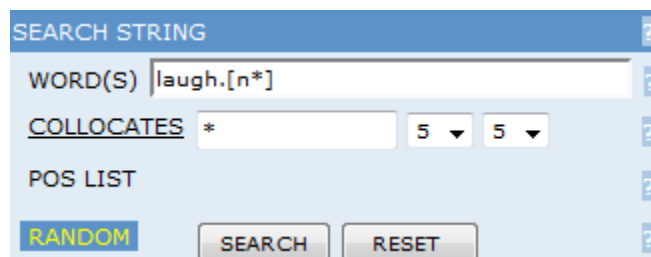 SEARCH STRING ?
WORD(S) laugh.[n*] ?
COLLOCATES * 5 5 ?
POS LIST ?
RANDOM SEARCH RESET ?